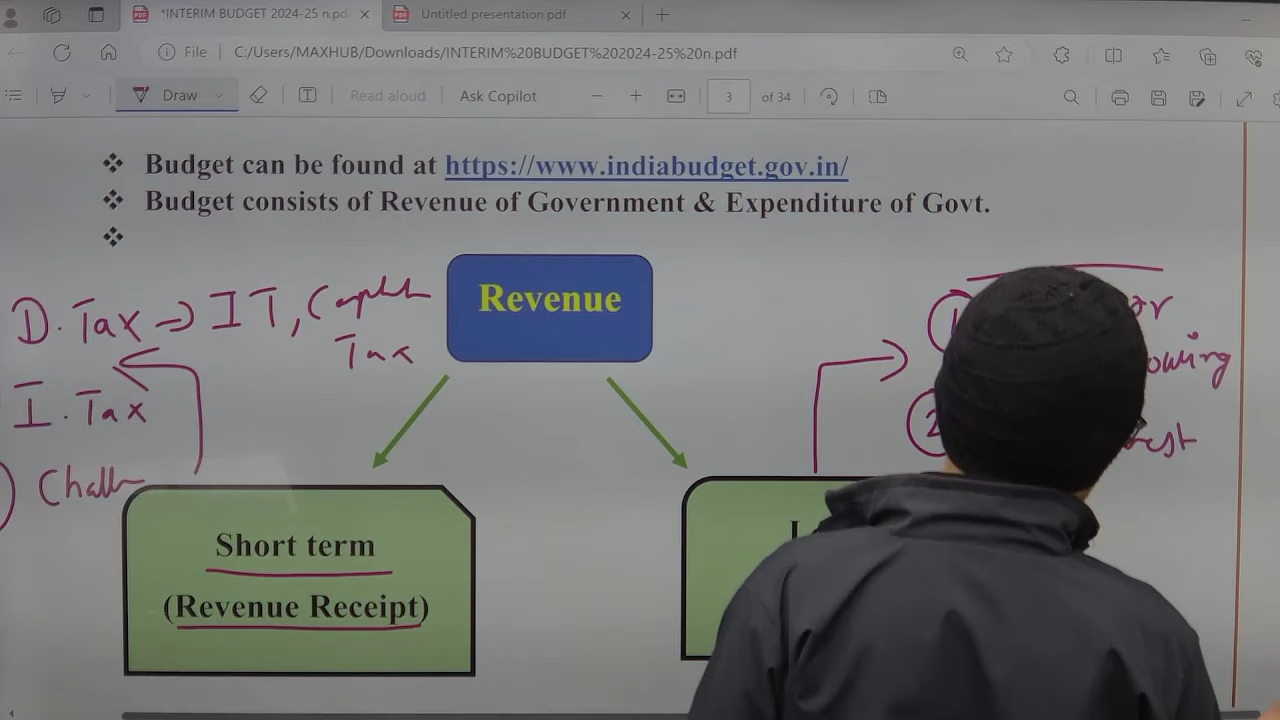 *INTERIM BUDGET 2024-25 n.pd
Untitled presentation.pdf
File
C:/Users/MAXHUB/Downloads/INTERIM%20BUDGET%202024-25%20n.pdf
Draw
Read aloud
Ask Copilot
3
of 34
❖ Budget can be found at https://www.indiabudget.gov.in/
❖ Budget consists of Revenue of Government & Expenditure of Govt.
❖
Revenue
D. Tax ⇒ IT,
Tax
I. Tax
Short term
(Revenue Receipt)